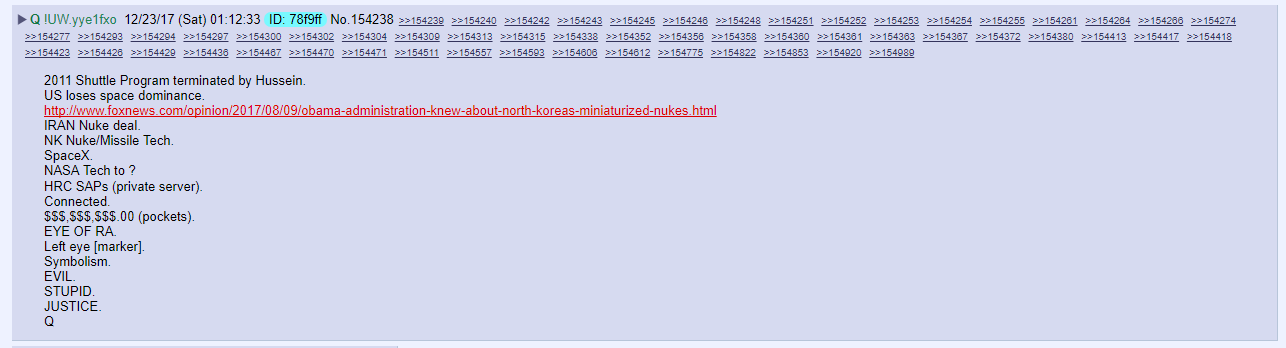 ▶ Q !UW.yye1fxo 12/23/17 (Sat) 01:12:33 ID: 78f9ff No.154238 >>154239 >>154240 >>154242 >>154243 >>154245 >>154246 >>154248 >>154251 >>154252 >>154253 >>154254 >>154255 >>154261 >>154264 >>154266 >>154274
>>154277 >>154293 >>154294 >>154297 >>154300 >>154302 >>154304 >>154309 >>154313 >>154315 >>154338 >>154352 >>154356 >>154358 >>154360 >>154361 >>154363 >>154367 >>154372 >>154380 >>154413 >>154417 >>154418
>>154423 >>154426 >>154429 >>154436 >>154467 >>154470 >>154471 >>154511 >>154557 >>154593 >>154606 >>154612 >>154775 >>154822 >>154853 >>154920 >>154989
2011 Shuttle Program terminated by Hussein.
US loses space dominance.
http://www.foxnews.com/opinion/2017/08/09/obama-administration-knew-about-north-koreas-miniaturized-nukes.html
IRAN Nuke deal.
NK Nuke/Missile Tech.
SpaceX.
NASA Tech to ?
HRC SAPs (private server).
Connected.
$$$,$$$,$$$.00 (pockets).
EYE OF RA.
Left eye [marker].
Symbolism.
EVIL.
STUPID.
JUSTICE.
Q